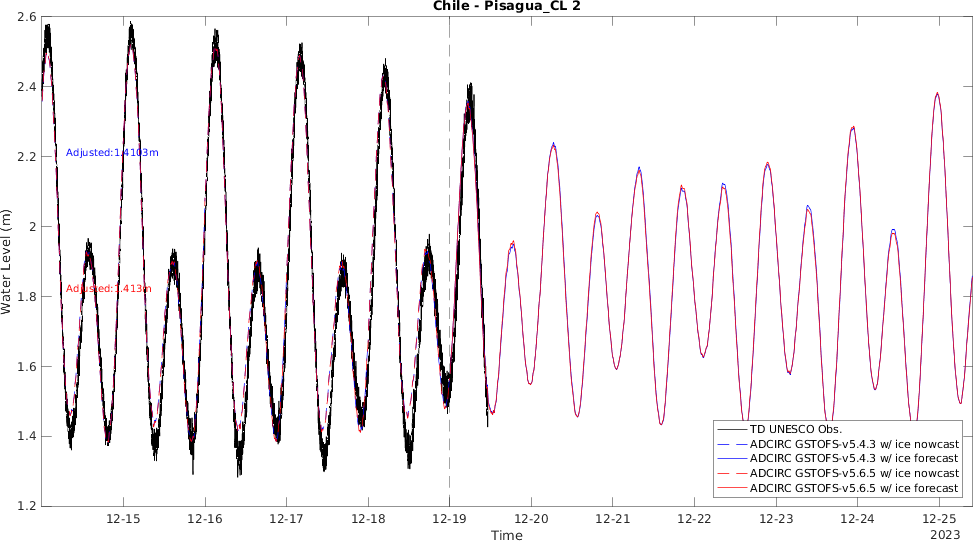 Chile - Pisagua_CL 2
2.6
2.4
2.2
2
1.8
1.6
1.4
1.2
Water Level (m)
Adjusted:1.4103m
Adjusted:1.413m
TD UNESCO Obs.
ADCIRC GSTOFS-v5.4.3 w/ ice nowcast
ADCIRC GSTOFS-v5.4.3 w/ ice forecast
ADCIRC GSTOFS-v5.6.5 w/ ice nowcast
ADCIRC GSTOFS-v5.6.5 w/ ice forecast
12-15 12-16 12-17 12-18 12-19 12-20 12-21 12-22 12-23 12-24 12-25
Time
2023